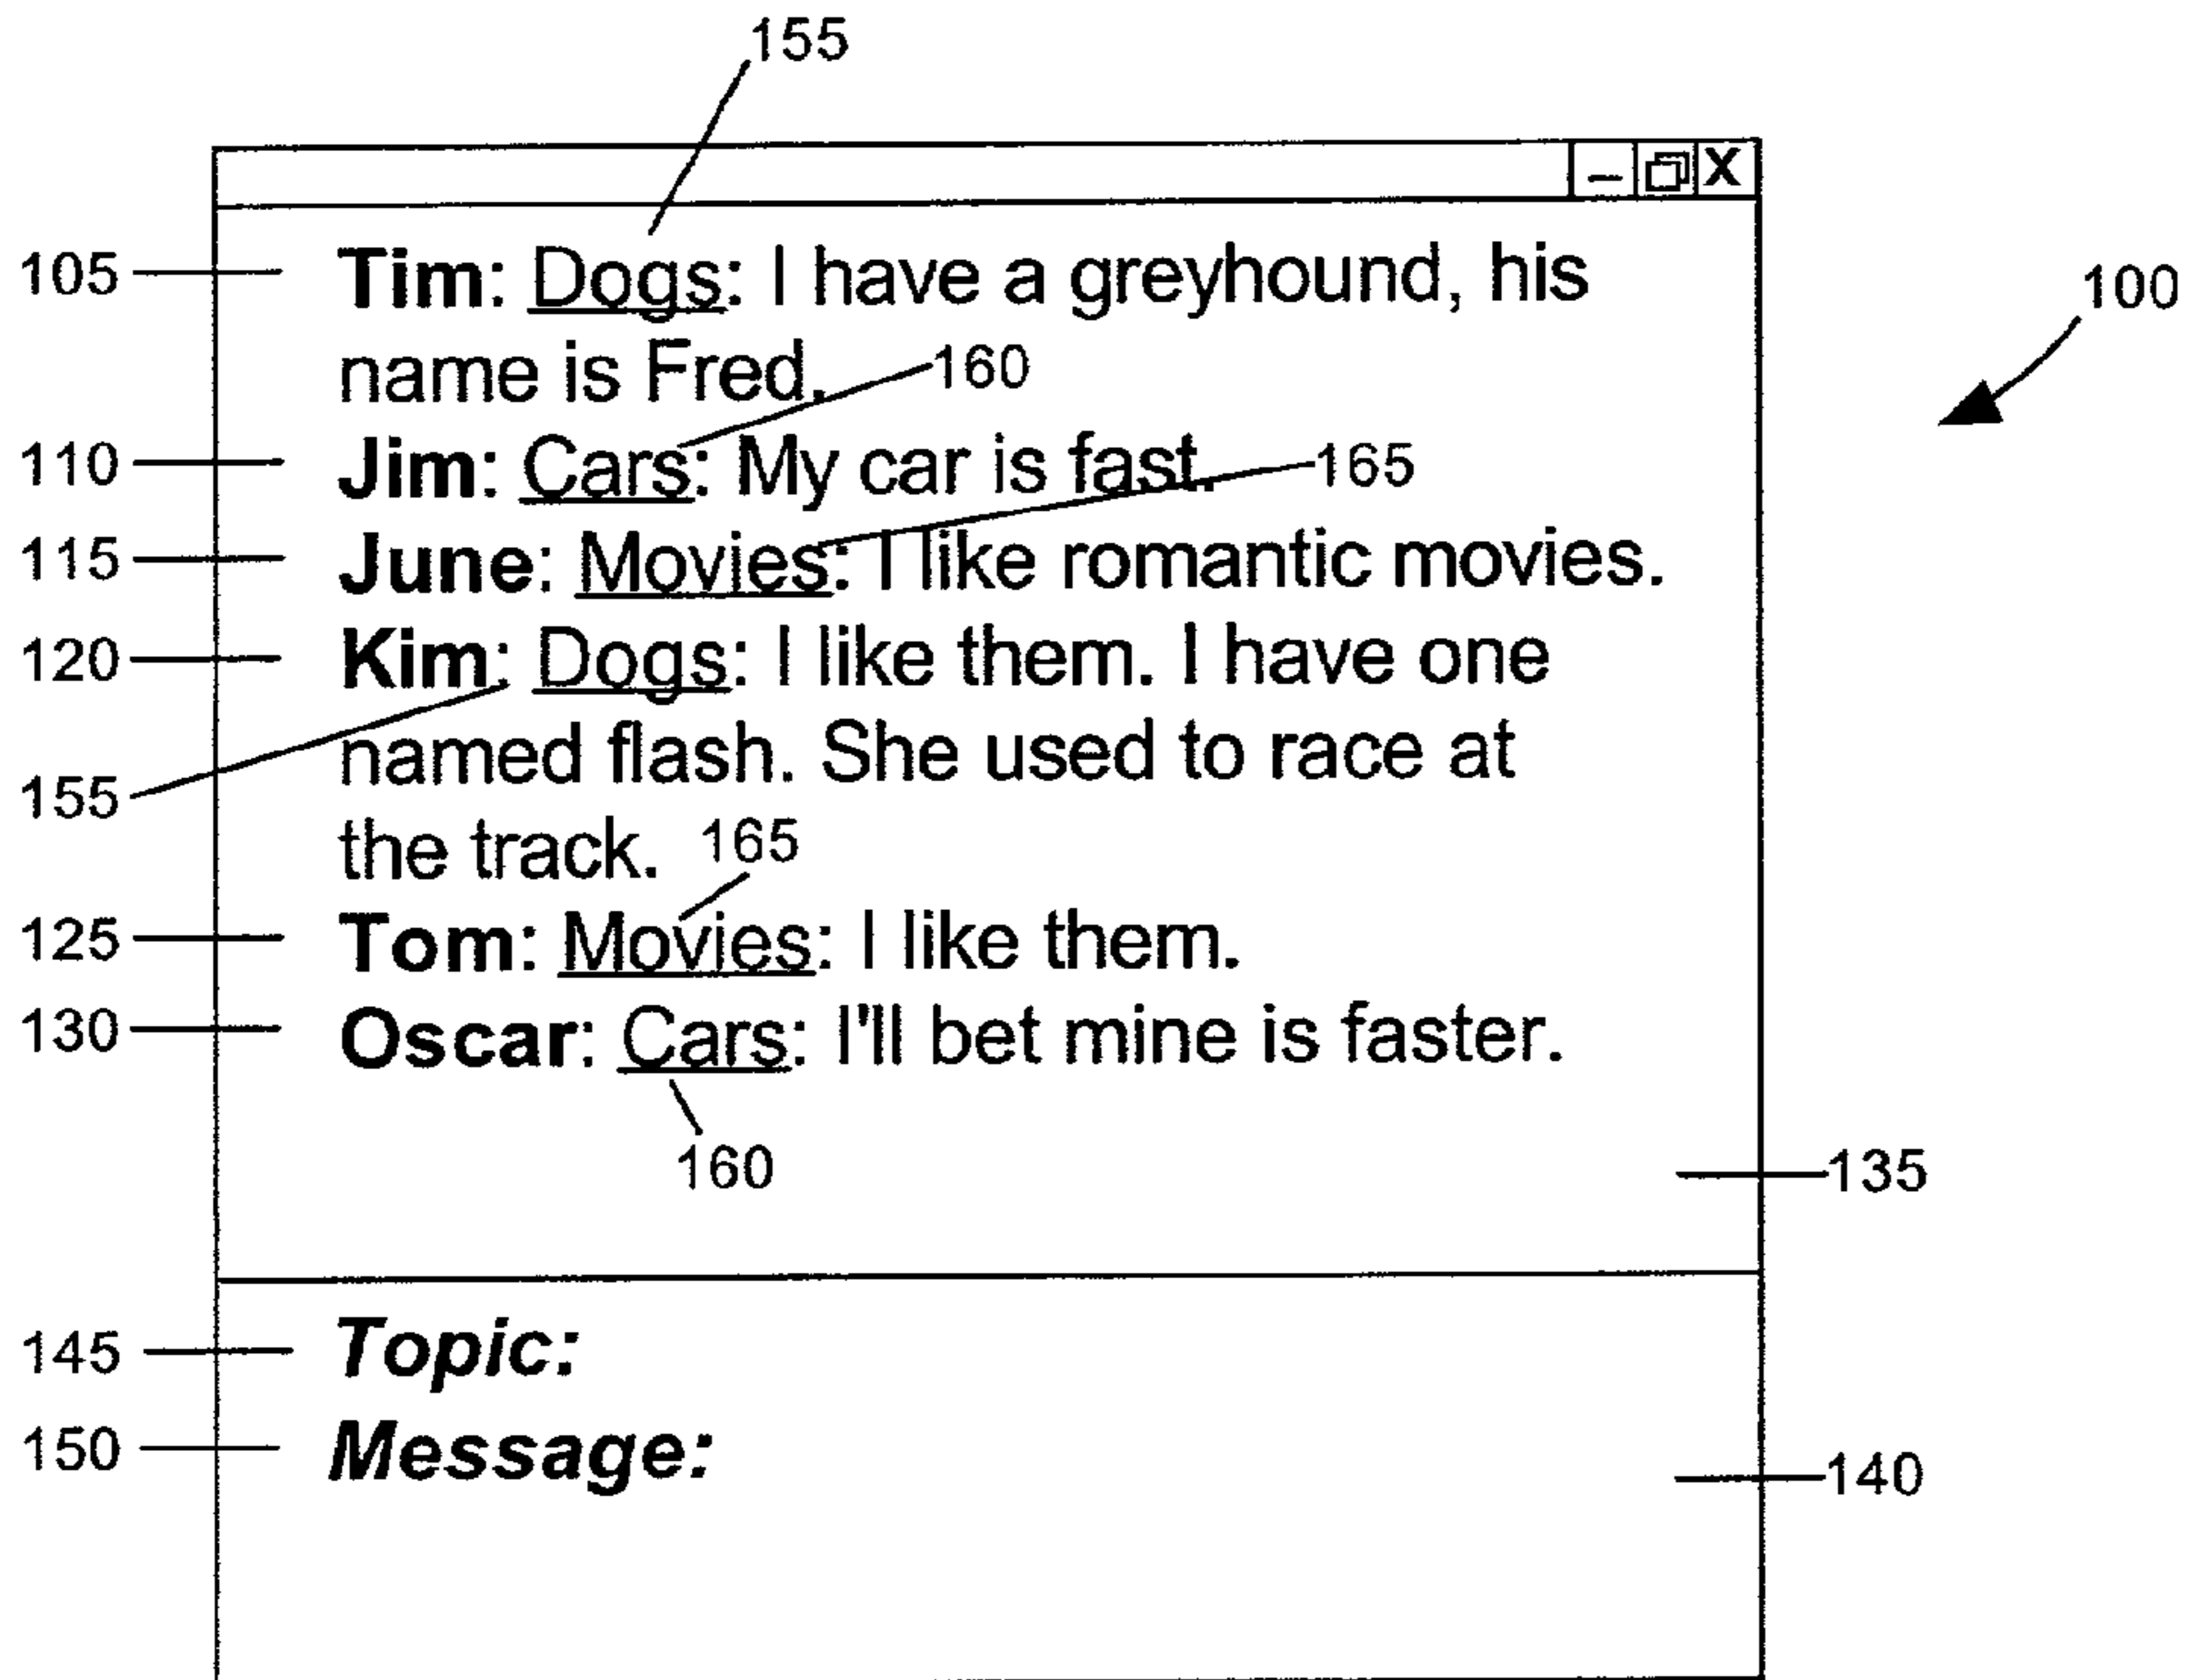 155
X
105 Tim: Dogs: I have a greyhound, his
100
name is Fred. 160
110 Jim: Cars: My car is fast. 165
115 June: Movies: I like romantic movies.
120 Kim: Dogs: I like them. I have one
named flash. She used to race at
155
the track. 165
125 Tom: Movies: I like them.
130 Oscar: Cars: I'll bet mine is faster.
160
135
145 Topic:
150 Message:
140